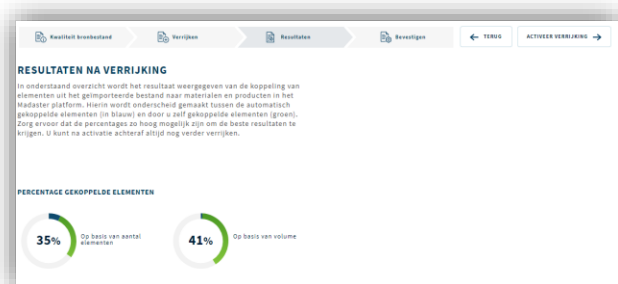 Kwaliteit bronbestand
Verrijken
Resultaten
Bevestigen
← TERUG
ACTIVEER VERRIJKING →
RESULTATEN NA VERRIJKING
In onderstaand overzicht wordt het resultaat weergegeven van de koppeling van
elementen uit het geïmporteerde bestand naar materialen en producten in het
Madaster platform. Hierin wordt onderscheid gemaakt tussen de automatisch
gekoppelde elementen (in blauw) en door u zelf gekoppelde elementen (groen).
Zorg ervoor dat de percentages zo hoog mogelijk zijn om de beste resultaten te
krijgen. U kunt na activatie achteraf altijd nog verder verrijken.
PERCENTAGE GEKOPPELDE ELEMENTEN
35%
Op basis van aantal
elementen
41%
Op basis van volume